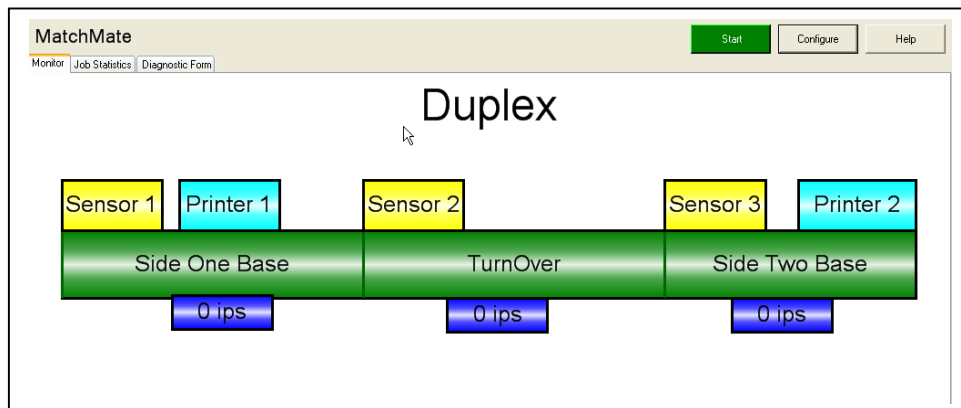 MatchMate
Start Configure Help
Monitor Job Statistics Diagnostic Form
Duplex
Sensor 1 Printer 1 Sensor 2 Sensor 3 Printer 2
Side One Base TurnOver Side Two Base
0 ips 0 ips 0 ips